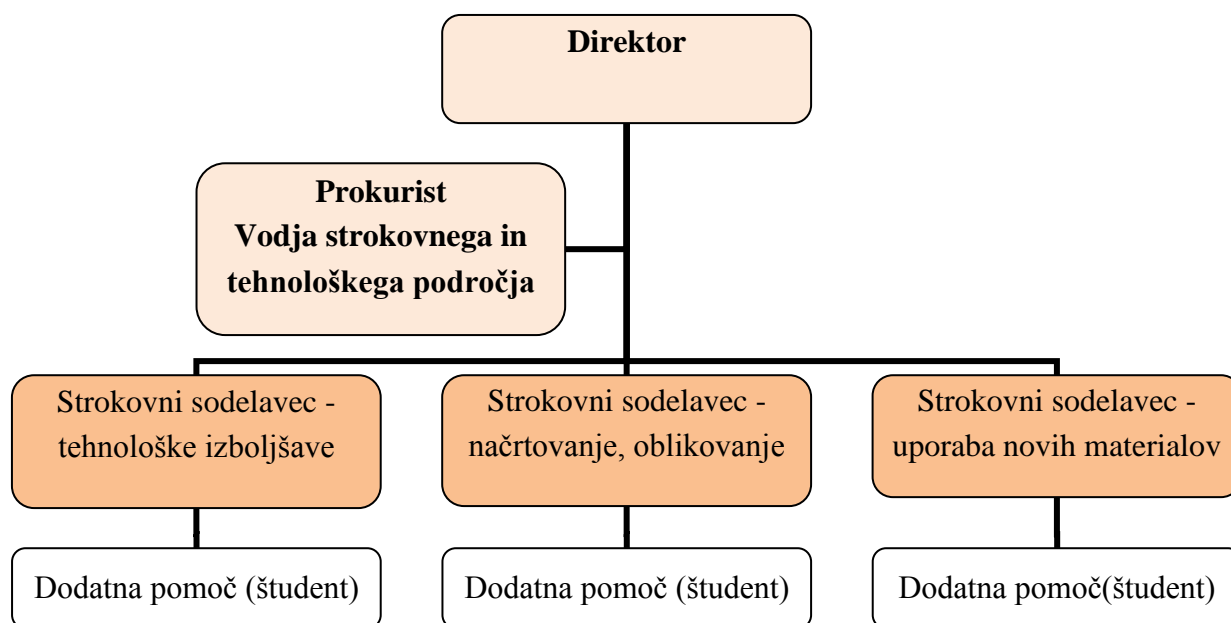 Direktor
Prokurist
Vodja strokovnega in
tehnološkega področja
Strokovni sodelavec -
tehnološke izboljšave
Strokovni sodelavec -
načrtovanje, oblikovanje
Strokovni sodelavec -
uporaba novih materialov
Dodatna pomoč (študent)
Dodatna pomoč (študent)
Dodatna pomoč(študent)